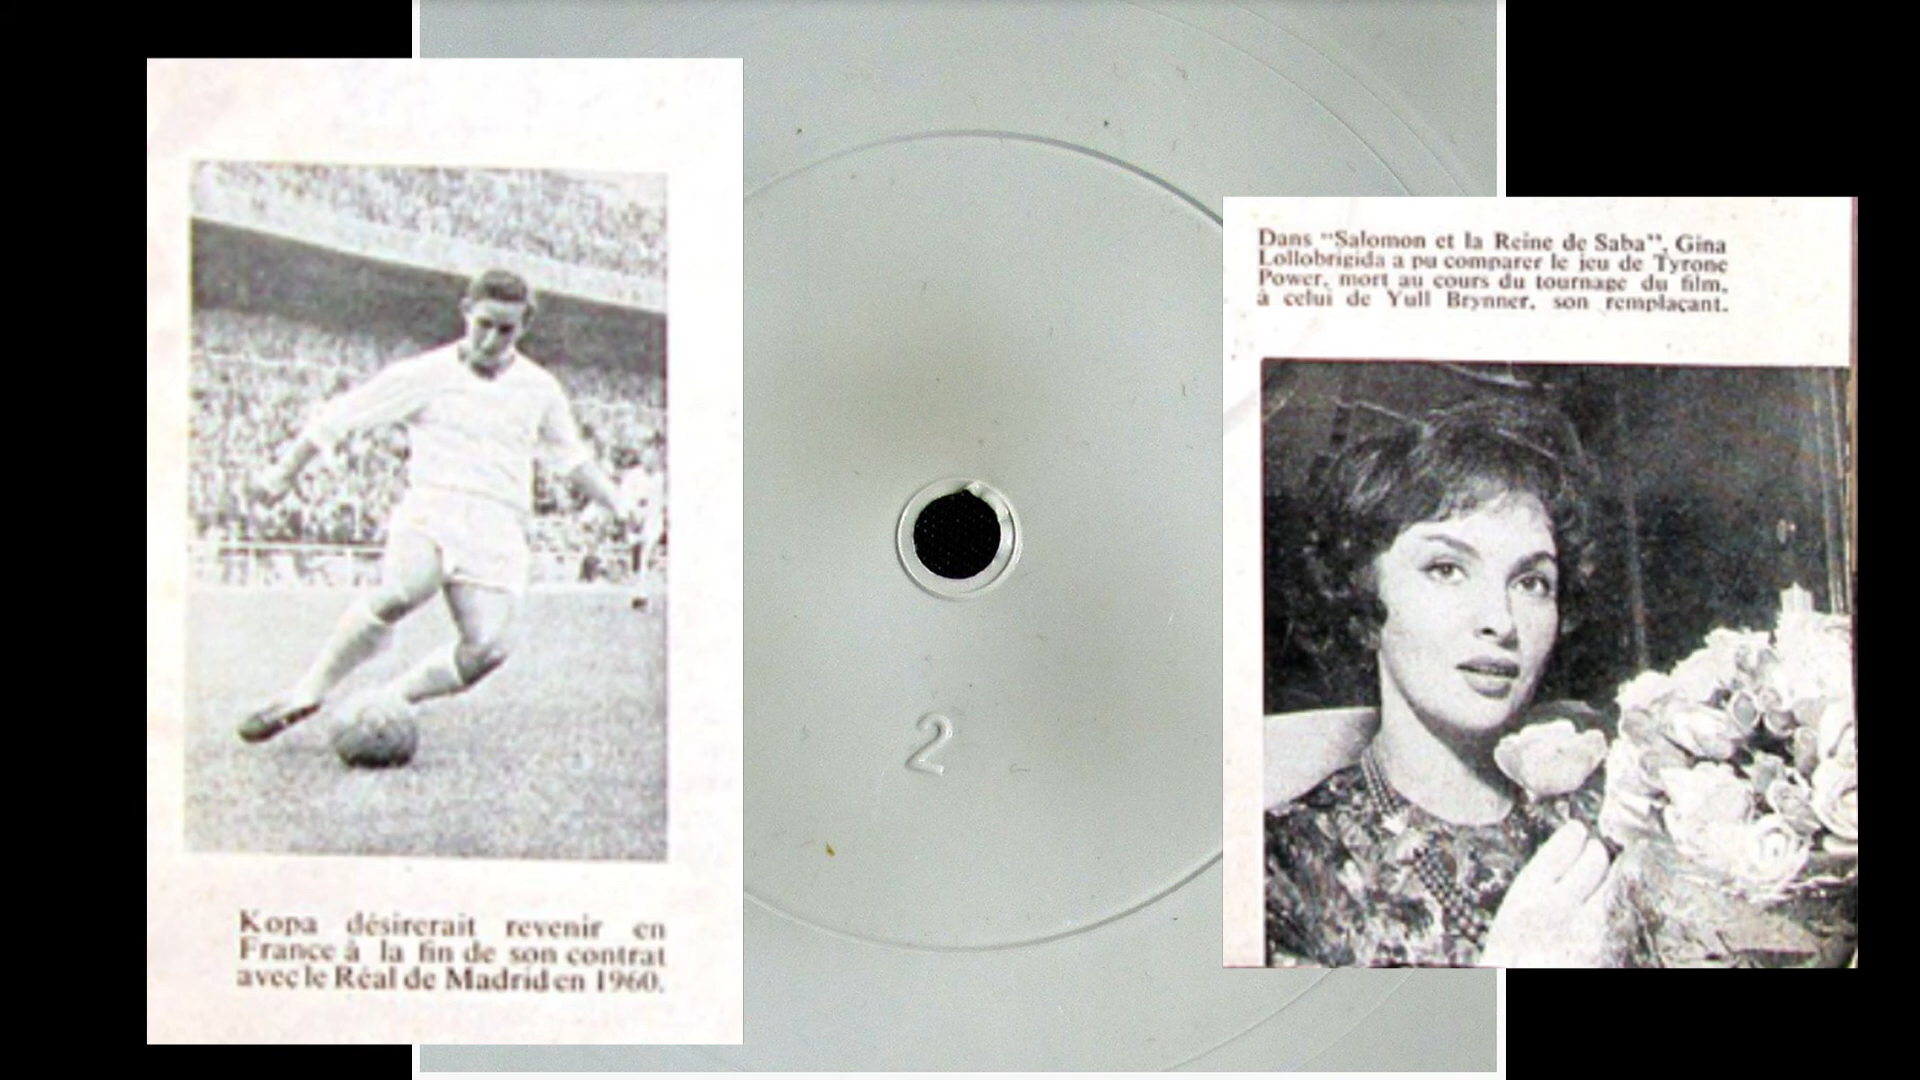 Kopa désirerait revenir en
France à la fin de son contrat
avec le Réal de Madrid en 1960.
2
Dans "Salomon et la Reine de Saba", Gina
Lollobrigida a pu comparer le jeu de Tyrone
Power, mort au cours du tournage du film,
à celui de Yull Brynner, son remplaçant.